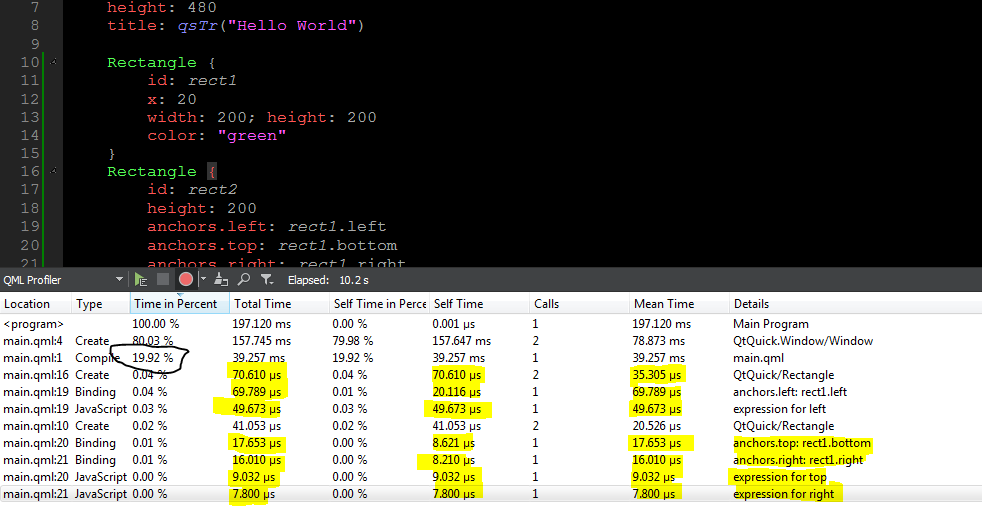 7 height: 480
8 title: qsTr("Hello World")
9
10 Rectangle {
11 id: rect1
12 x: 20
13 width: 200; height: 200
14 color: "green"
15 }
16 Rectangle {
17 id: rect2
18 height: 200
19 anchors.left: rect1.left
20 anchors.top: rect1.bottom
21 anchors.right: rect1.right
QML Profiler Elapsed: 10.2 s
Location Type Time in Percent Total Time Self Time in Perce Self Time Calls Mean Time Details
<program> 100.00 % 197.120 ms 0.00 % 0.001 µs 1 197.120 ms Main Program
main.qml:4 Create 80.03 % 157.745 ms 79.98 % 157.647 ms 2 78.873 ms QtQuick.Window/Window
main.qml:1 Compile 19.92 % 39.257 ms 19.92 % 39.257 ms 1 39.257 ms main.qml
main.qml:16 Create 0.04 % 70.610 µs 0.04 % 70.610 µs 2 35.305 µs QtQuick/Rectangle
main.qml:19 Binding 0.04 % 69.789 µs 0.01 % 20.116 µs 1 69.789 µs anchors.left: rect1.left
main.qml:19 JavaScript 0.03 % 49.673 µs 0.03 % 49.673 µs 1 49.673 µs expression for left
main.qml:10 Create 0.02 % 41.053 µs 0.02 % 41.053 µs 2 20.526 µs QtQuick/Rectangle
main.qml:20 Binding 0.01 % 17.653 µs 0.00 % 8.621 µs 1 17.653 µs anchors.top: rect1.bottom
main.qml:21 Binding 0.01 % 16.010 µs 0.00 % 8.210 µs 1 16.010 µs anchors.right: rect1.right
main.qml:20 JavaScript 0.00 % 9.032 µs 0.00 % 9.032 µs 1 9.032 µs expression for top
main.qml:21 JavaScript 0.00 % 7.800 µs 0.00 % 7.800 µs 1 7.800 µs expression for right